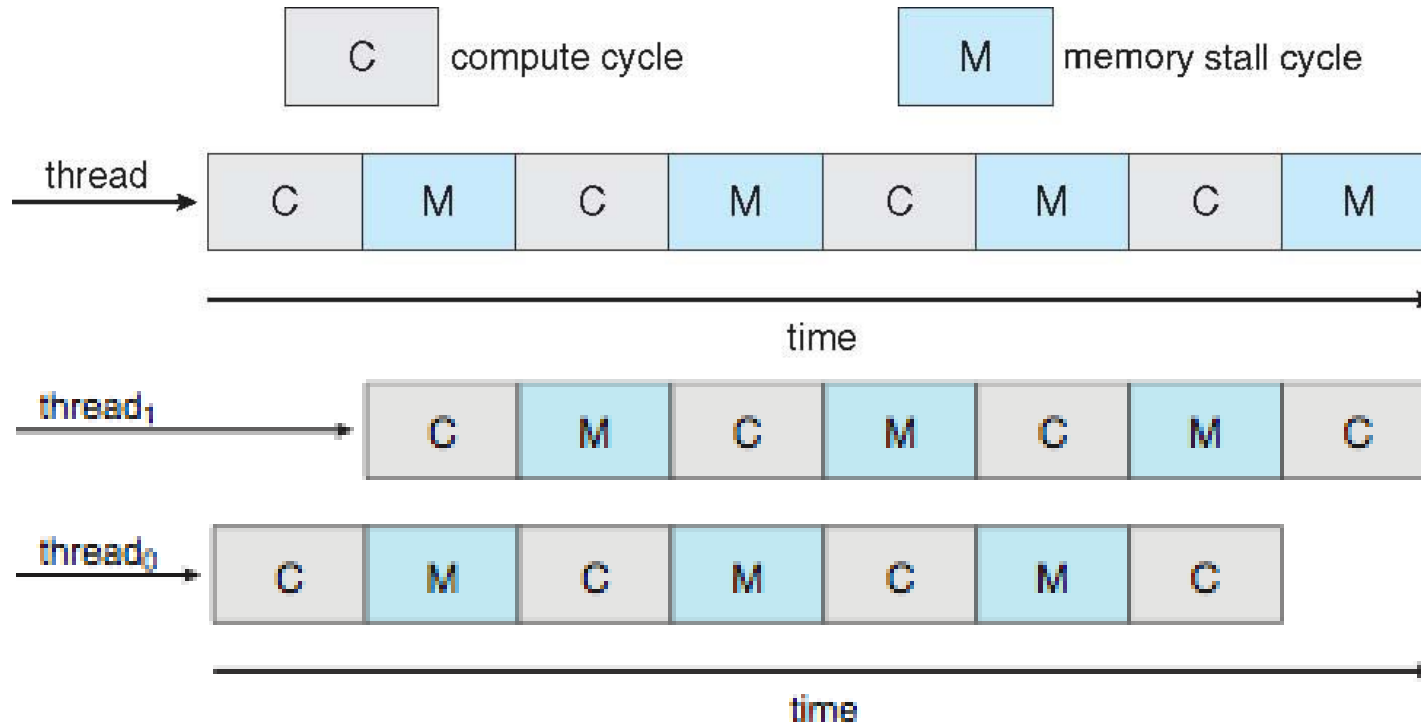 C compute cycle M memory stall cycle
thread C M C M C M C M
time
thread₁ C M C M C M C
thread₀ C M C M C M C
time